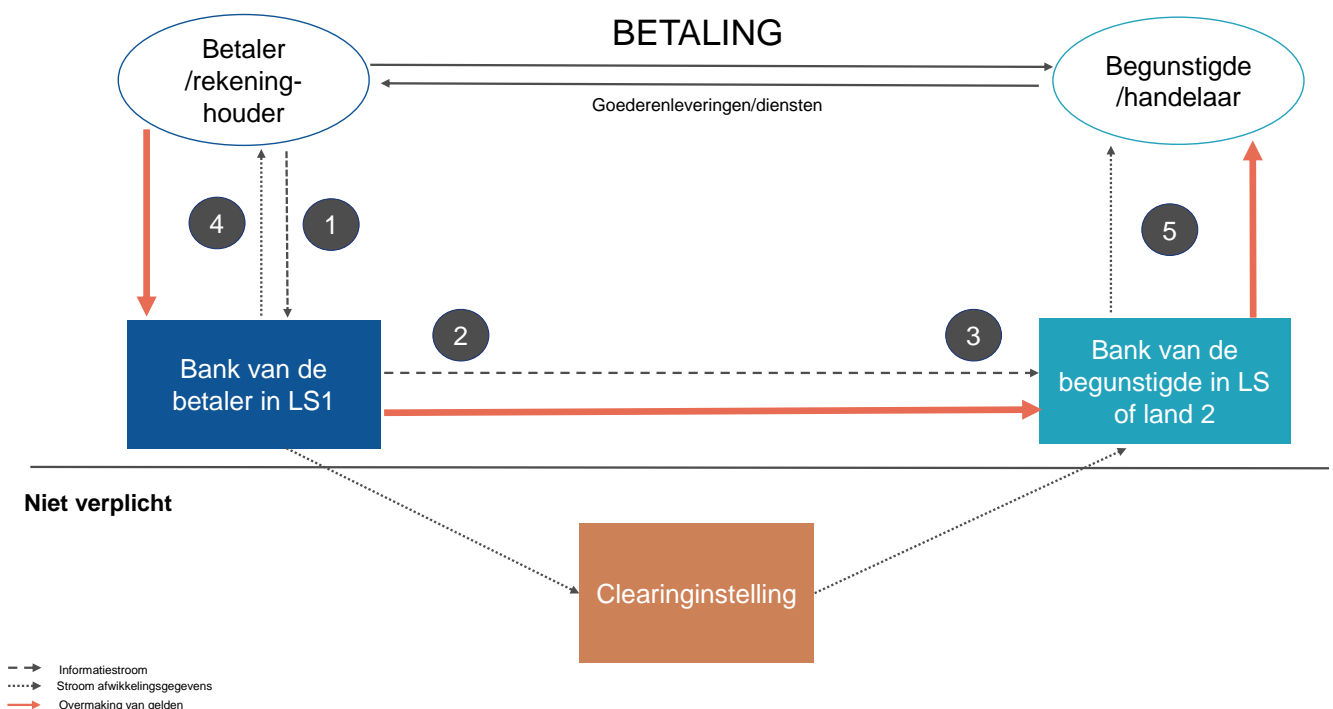 BETALING
Betaler
/rekening-
houder
Begunstigde
/handelaar
Goederenleveringen/diensten
4
1
5
2
3
Bank van de
betaler in LS1
Bank van de
begunstigde in LS
of land 2
Niet verplicht
Clearinginstelling
Informatiestroom
Stroom afwikkelingsgegevens
Overmaking van gelden